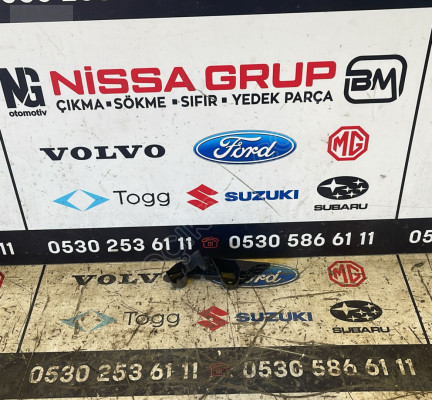 NG
otomotiv
NİSSA GRUP
BM
ÇIKMA • SÖKME • SIFIR • YEDEK PARÇA
VOLVO
Ford
MG
Togg
SUZUKI
SUBARU
0530 253 61 11 ☎ 0530 586 61 11
0530
VOLVO
Ford
MG
Togg
SUZUKI
SUBARU
0530 253 61 11 ☎ 0530 586 61 11
0530